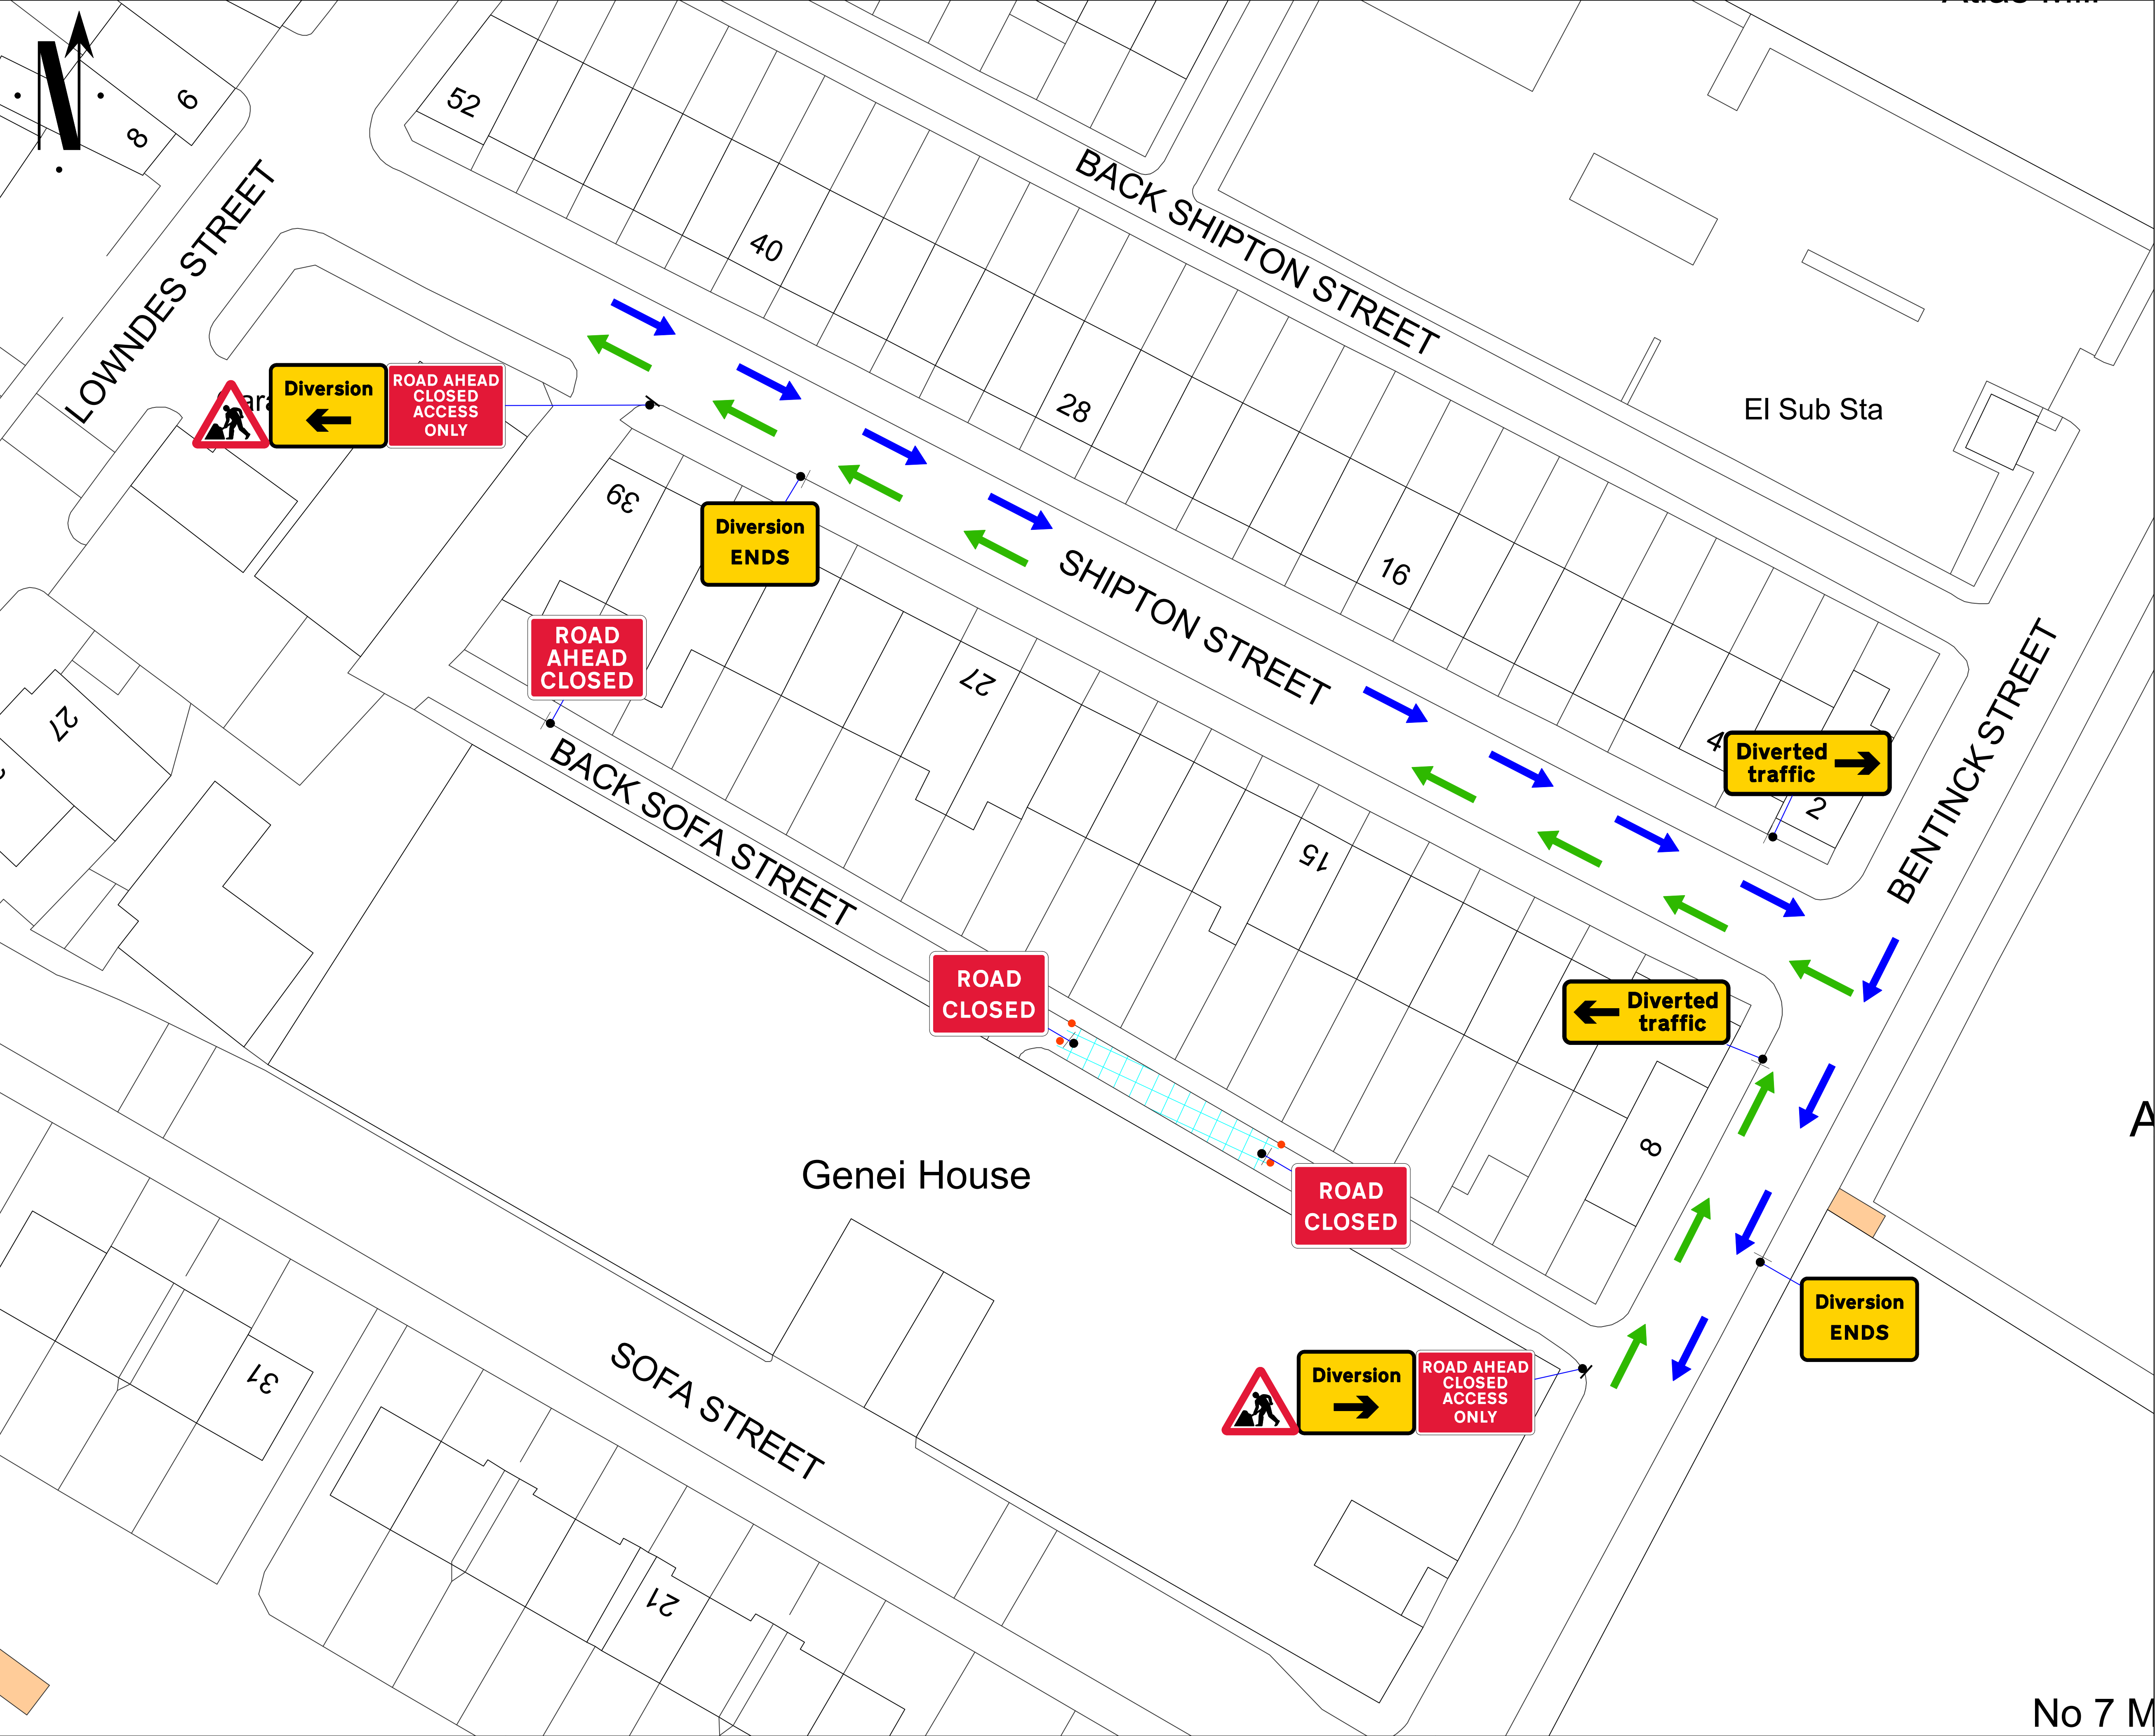 N
6
8
52
LOWNDES STREET
40
BACK SHIPTON STREET
28
El Sub Sta
Diversion
ROAD AHEAD
CLOSED
ACCESS
ONLY
39
Diversion
ENDS
16
SHIPTON STREET
ROAD
AHEAD
CLOSED
27
27
4
Diverted
traffic
2
BENTINCK STREET
BACK SOFA STREET
15
ROAD
CLOSED
Diverted
traffic
8
Genei House
ROAD
CLOSED
Diversion
ENDS
31
SOFA STREET
Diversion
ROAD AHEAD
CLOSED
ACCESS
ONLY
21
No 7 M